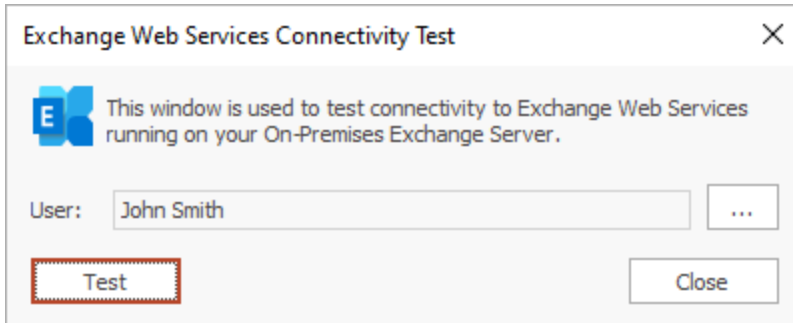 Exchange Web Services Connectivity Test
E
This window is used to test connectivity to Exchange Web Services
running on your On-Premises Exchange Server.
User: John Smith ...
Test Close